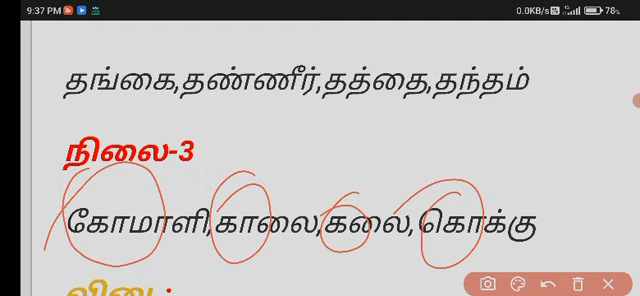 9:37 PM 0.0KB/s 78%
தங்கை,தண்ணீர்,தத்தை,தந்தம்
நிலை-3
கோமாளி,காலை,கலை,கொக்கு